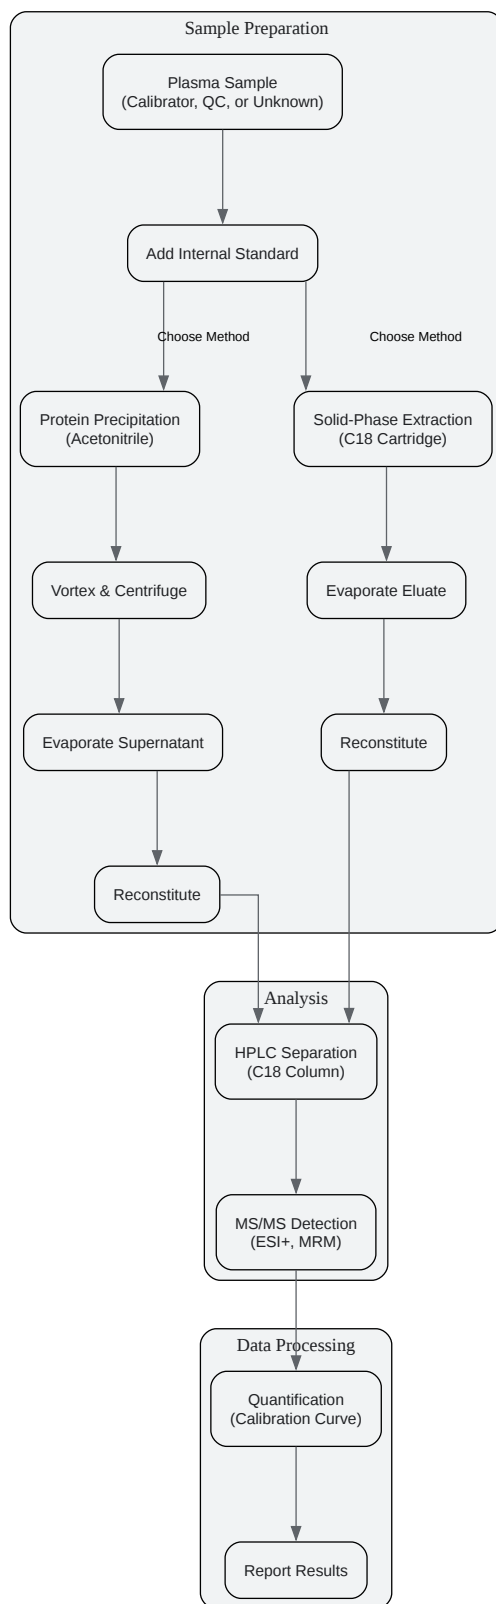 Sample Preparation
Plasma Sample
(Calibrator, QC, or Unknown)
Add Internal Standard
Choose Method
Choose Method
Protein Precipitation
(Acetonitrile)
Solid-Phase Extraction
(C18 Cartridge)
Vortex & Centrifuge
Evaporate Eluate
Evaporate Supernatant
Reconstitute
Reconstitute
Analysis
HPLC Separation
(C18 Column)
MS/MS Detection
(ESI+, MRM)
Data Processing
Quantification
(Calibration Curve)
Report Results